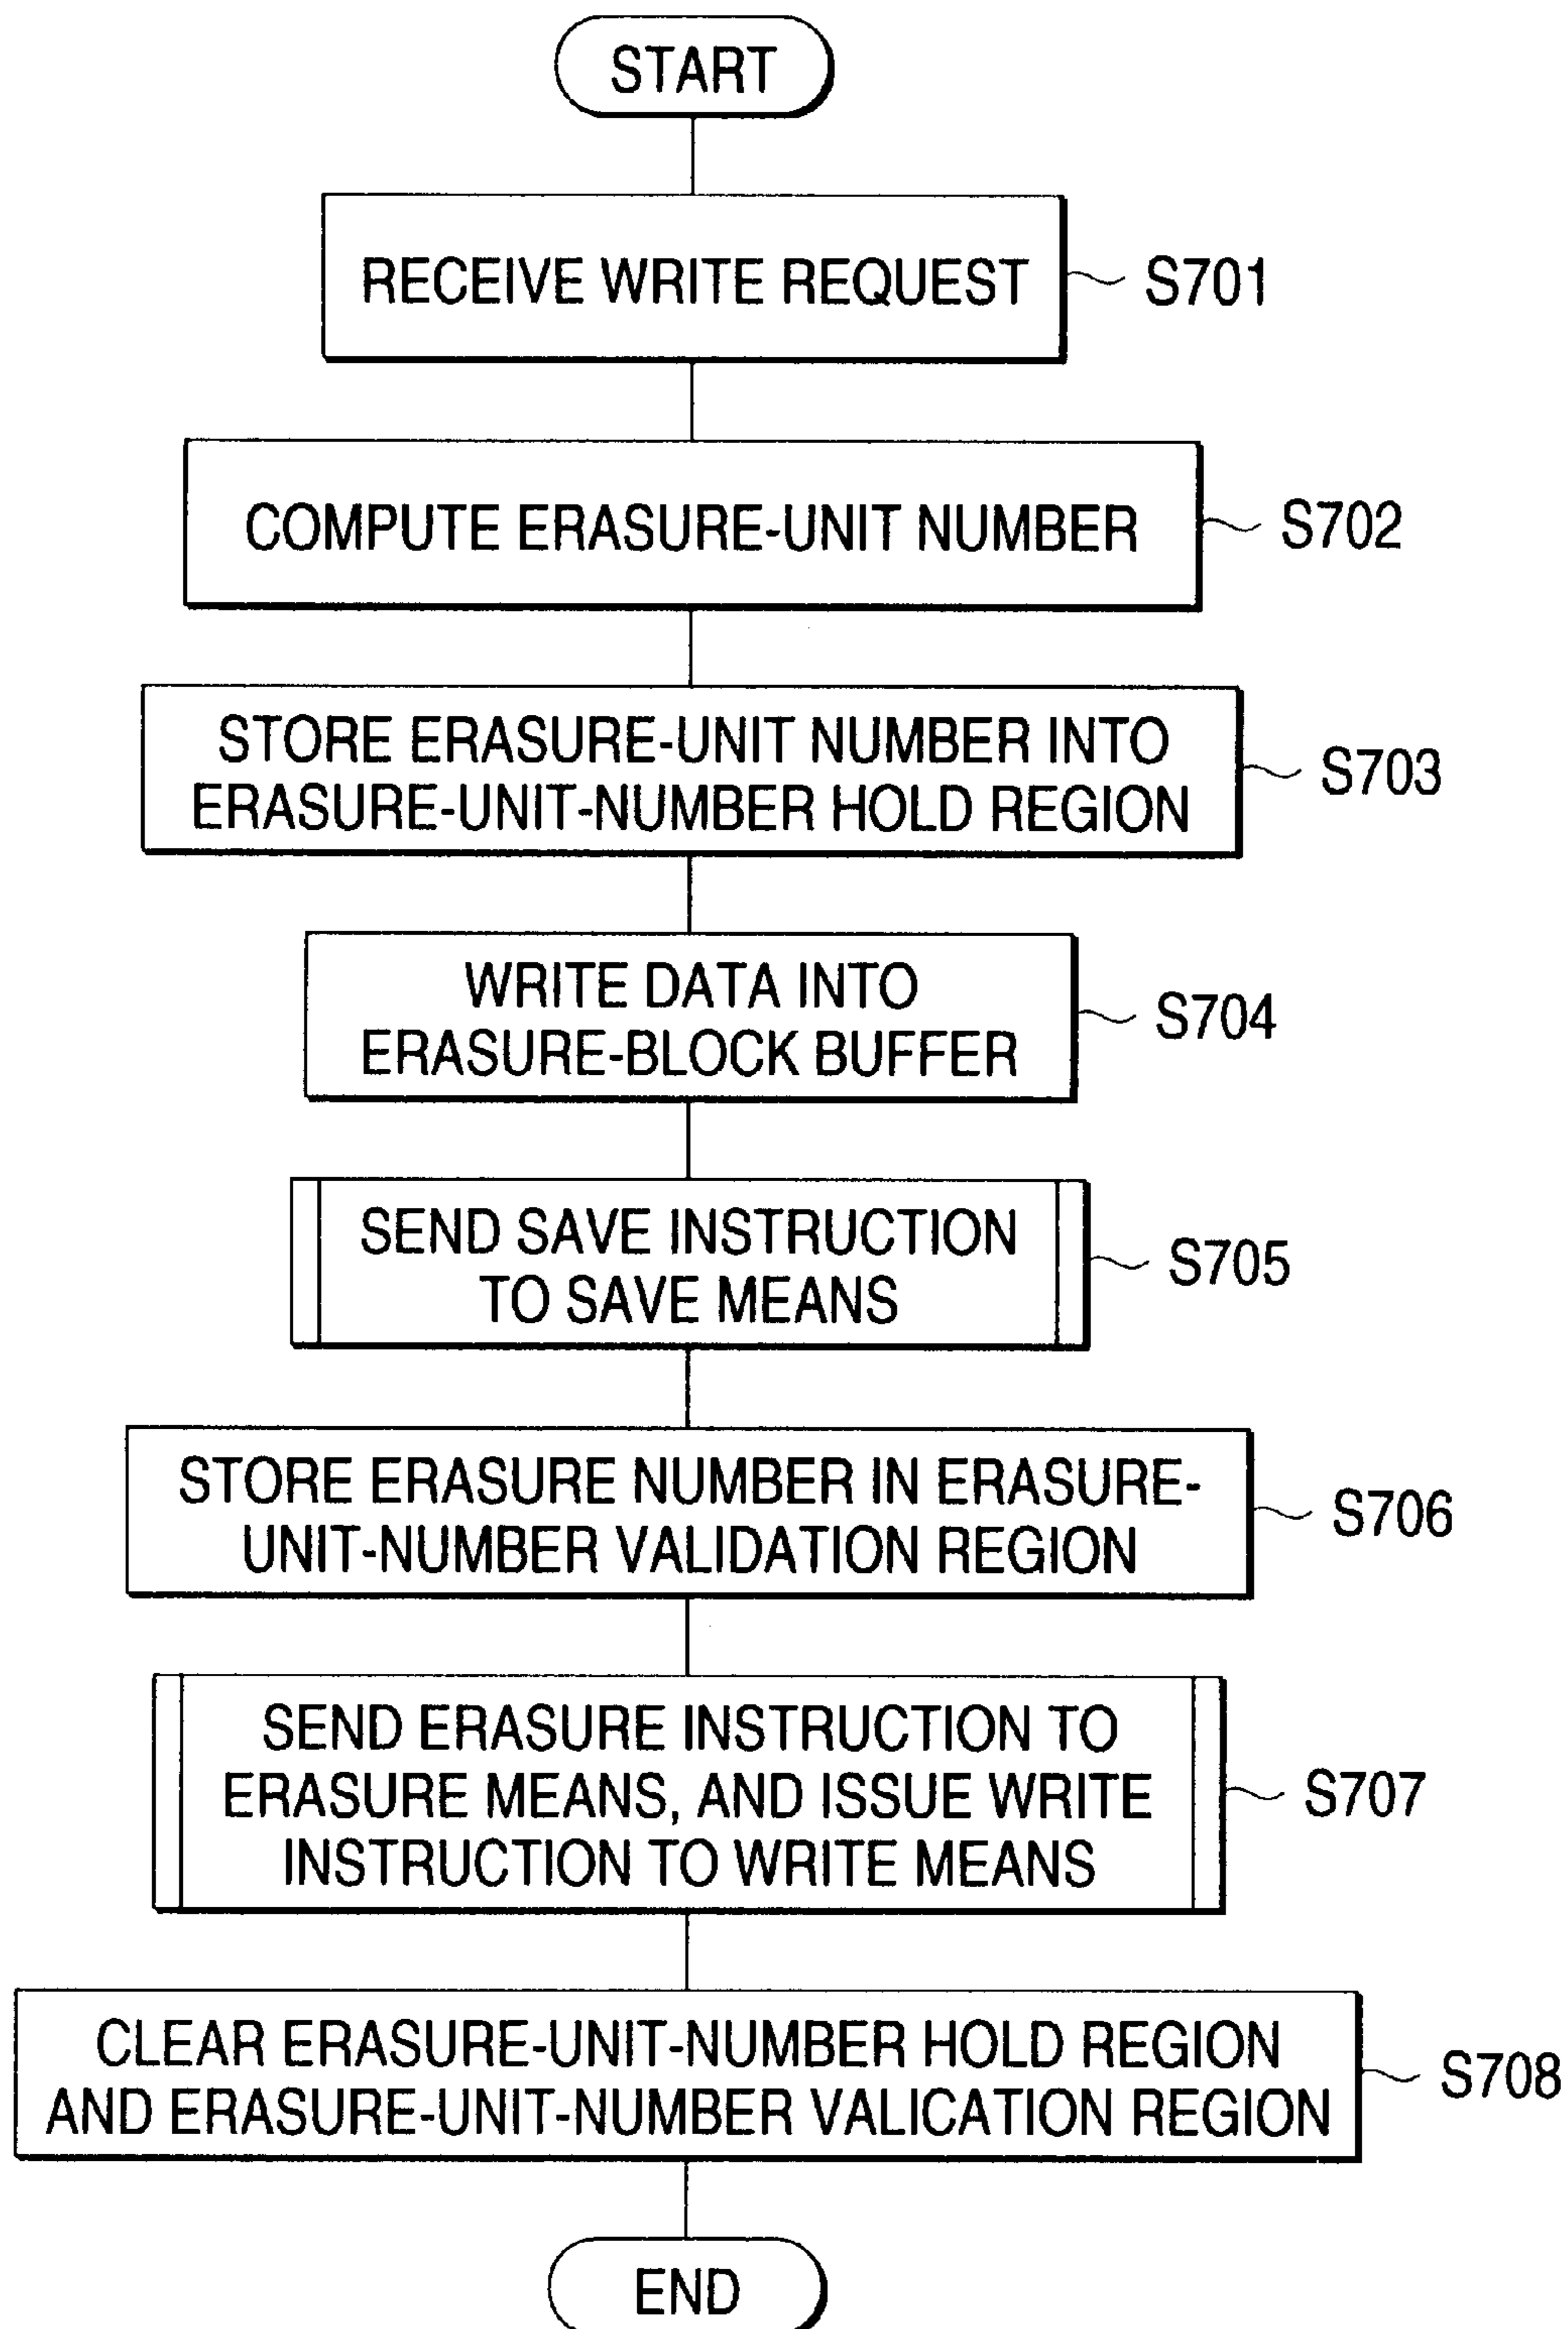 START
RECEIVE WRITE REQUEST
S701
COMPUTE ERASURE-UNIT NUMBER
S702
STORE ERASURE-UNIT NUMBER INTO
ERASURE-UNIT-NUMBER HOLD REGION
S703
WRITE DATA INTO
ERASURE-BLOCK BUFFER
S704
SEND SAVE INSTRUCTION
TO SAVE MEANS
S705
STORE ERASURE NUMBER IN ERASURE-
UNIT-NUMBER VALIDATION REGION
S706
SEND ERASURE INSTRUCTION TO
ERASURE MEANS, AND ISSUE WRITE
INSTRUCTION TO WRITE MEANS
S707
CLEAR ERASURE-UNIT-NUMBER HOLD REGION
AND ERASURE-UNIT-NUMBER VALICATION REGION
S708
END